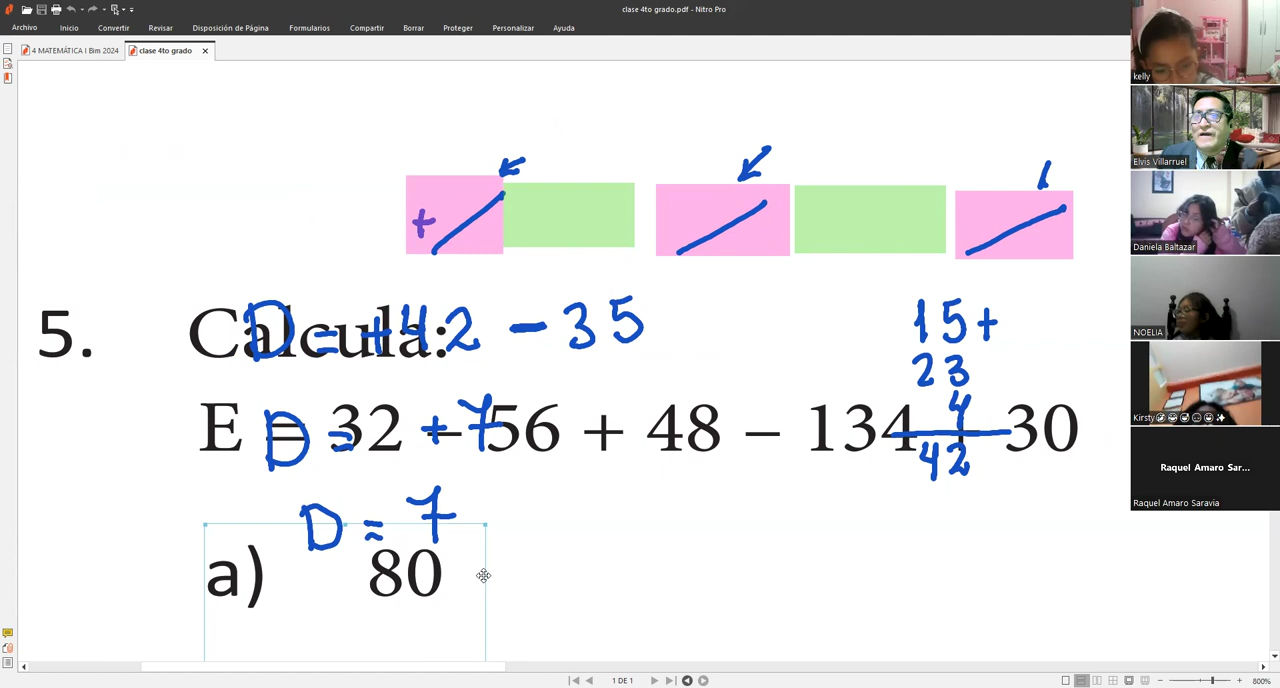 clase 4to grado.pdf - Nitro Pro
Archivo Inicio Convertir Revisar Disposición de Página Formularios Compartir Borrar Proteger Personalizar Ayuda
4 MATEMÁTICA I Bim 2024 clase 4to grado
kelly
Elvis Villarruel
Daniela Baltazar
NOELIA
Kirsty
Raquel Amaro Sar...
Raquel Amaro Saravia
+
5. Calcula:
D = +42 - 35
15+
23
4
42
E = 32 - 56 + 48 - 134 + 30
D = + 7
D = 7
a) 80
1 DE 1
800%